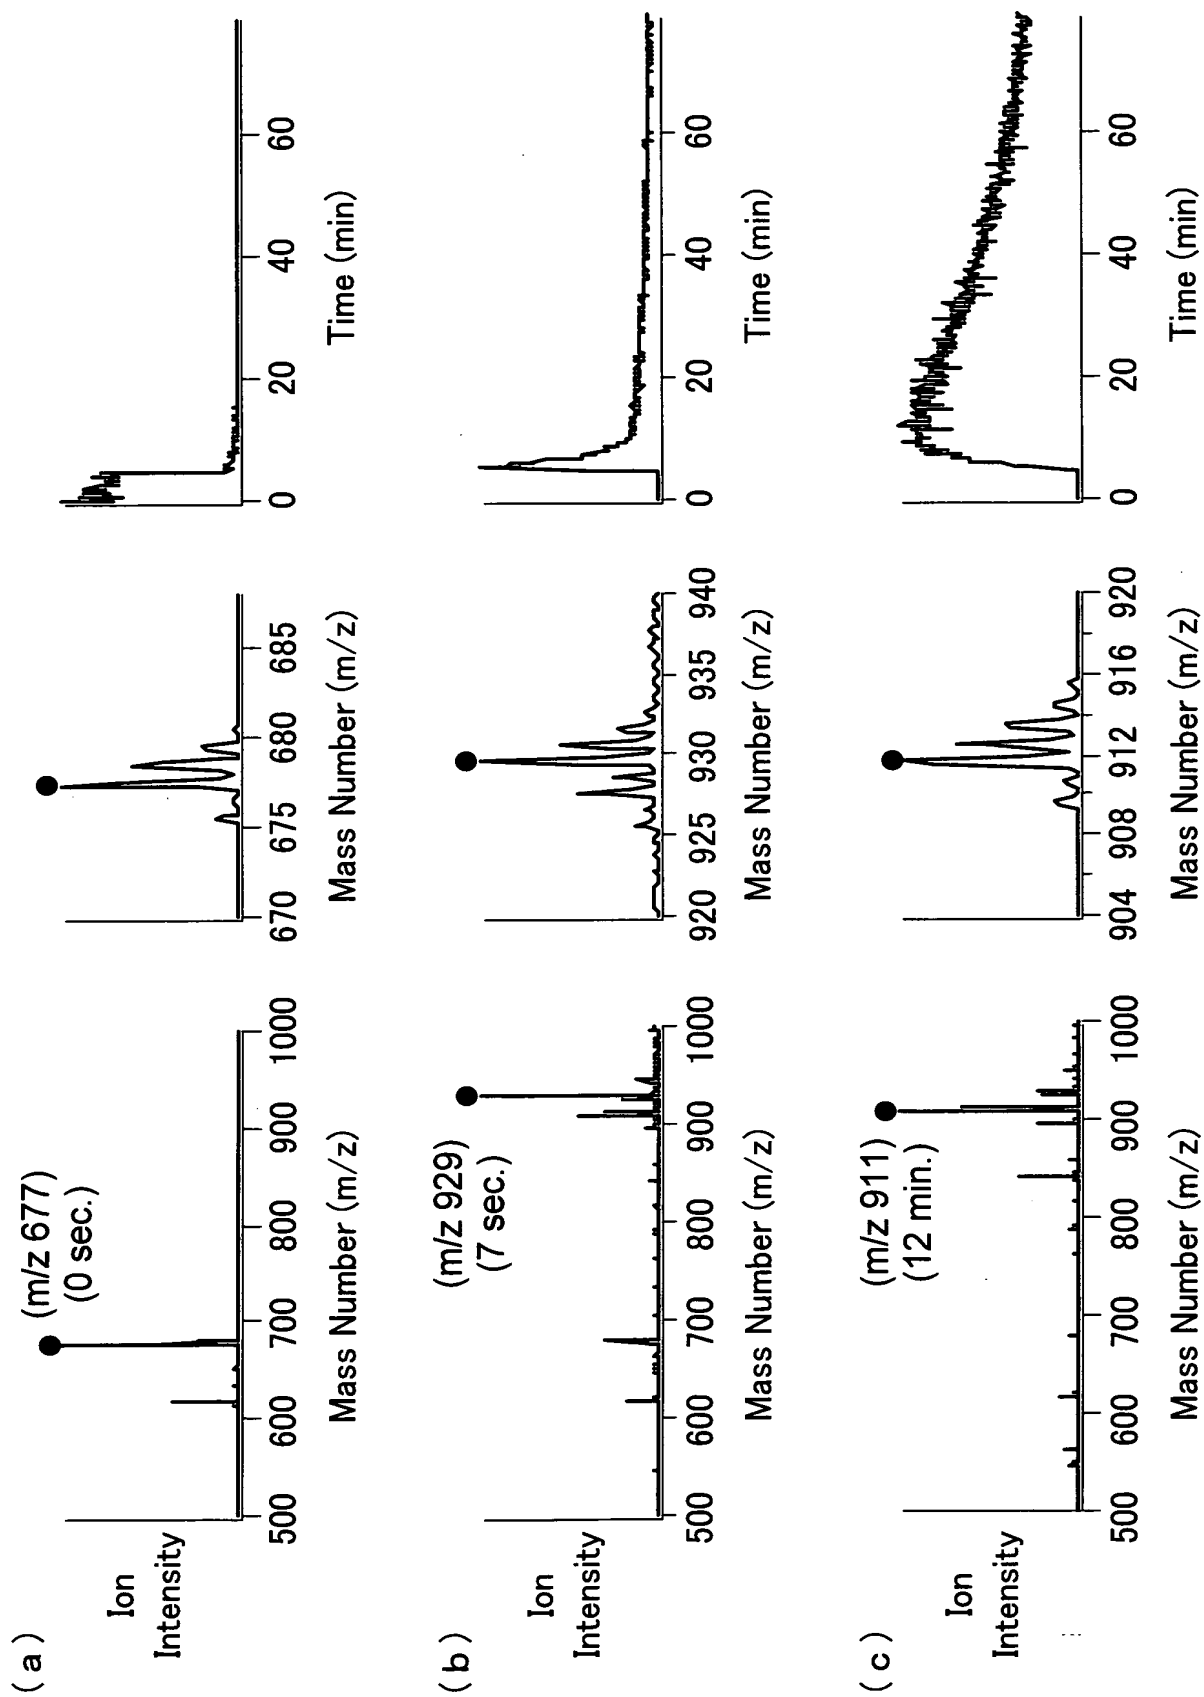 (a)
Ion
Intensity
(m/z 677)
(0 sec.)
500 600 700 800 900 1000
Mass Number (m/z)
670 675 680 685
Mass Number (m/z)
0 20 40 60
Time (min)
(b)
Ion
Intensity
(m/z 929)
(7 sec.)
500 600 700 800 900 1000
Mass Number (m/z)
920 925 930 935 940
Mass Number (m/z)
0 20 40 60
Time (min)
(c)
Ion
Intensity
(m/z 911)
(12 min.)
500 600 700 800 900 1000
Mass Number (m/z)
904 908 912 916 920
Mass Number (m/z)
0 20 40 60
Time (min)